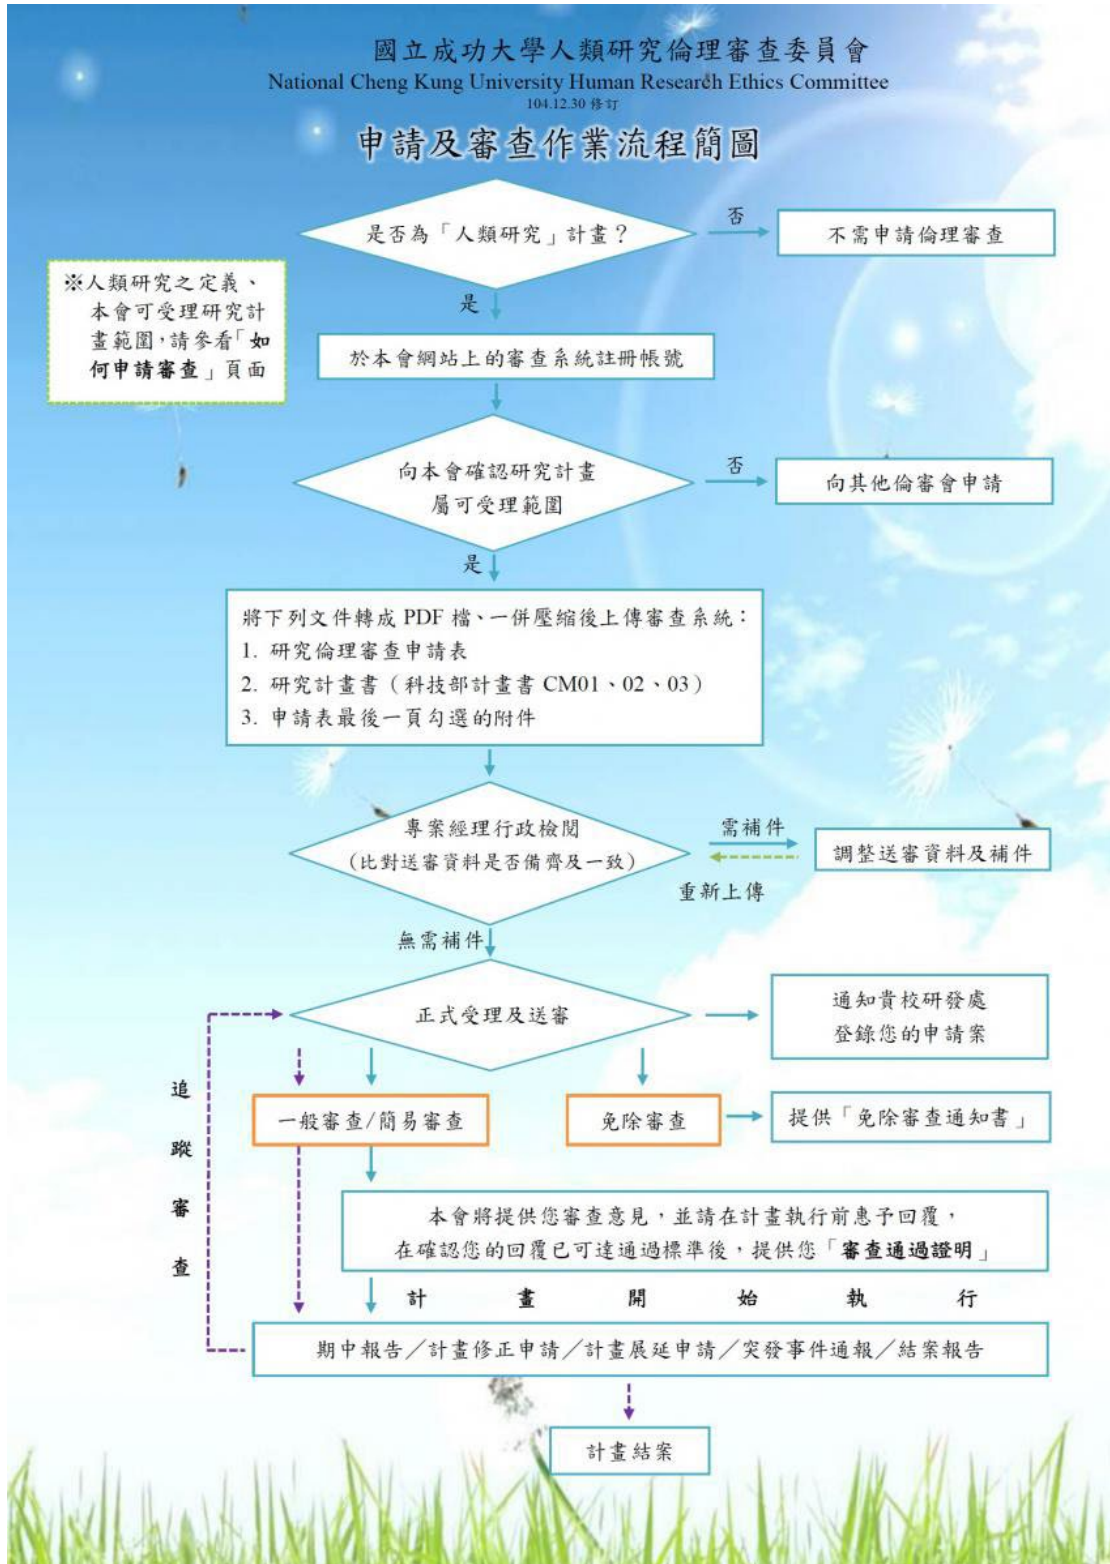 國立成功大學人類研究倫理審查委員會
National Cheng Kung University Human Research Ethics Committee
104.12.30 修訂
申請及審查作業流程簡圖
是否為「人類研究」計畫？
否
不需申請倫理審查
※人類研究之定義、
本會可受理研究計
畫範圍，請參看「如
何申請審查」頁面
是
於本會網站上的審查系統註冊帳號
向本會確認研究計畫
屬可受理範圍
否
向其他倫審會申請
是
將下列文件轉成 PDF 檔、一併壓縮後上傳審查系統：
1. 研究倫理審查申請表
2. 研究計畫書（科技部計畫書 CM01、02、03）
3. 申請表最後一頁勾選的附件
專案經理行政檢閱
(比對送審資料是否備齊及一致)
需補件
調整送審資料及補件
重新上傳
無需補件
正式受理及送審
通知貴校研發處
登錄您的申請案
追蹤審查
一般審查/簡易審查
免除審查
提供「免除審查通知書」
本會將提供您審查意見，並請在計畫執行前惠予回覆，
在確認您的回覆已可達通過標準後，提供您「審查通過證明」
計畫開始執行
期中報告／計畫修正申請／計畫展延申請／突發事件通報／結案報告
計畫結案